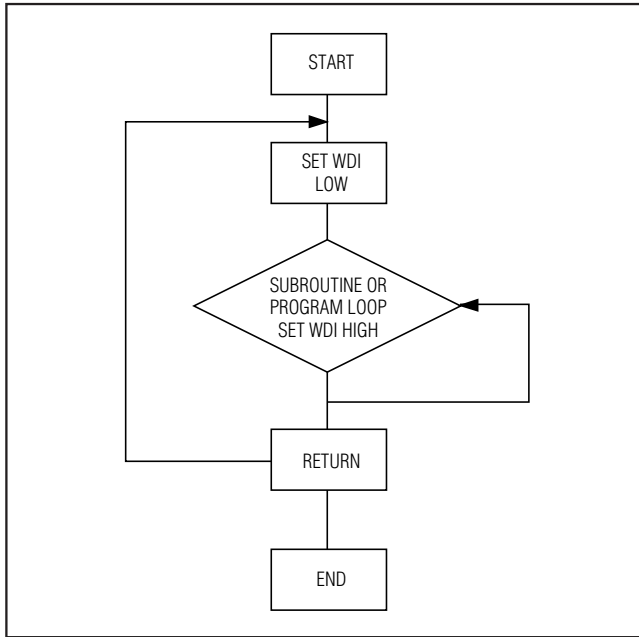 START
SET WDI
LOW
SUBROUTINE OR
PROGRAM LOOP
SET WDI HIGH
RETURN
END